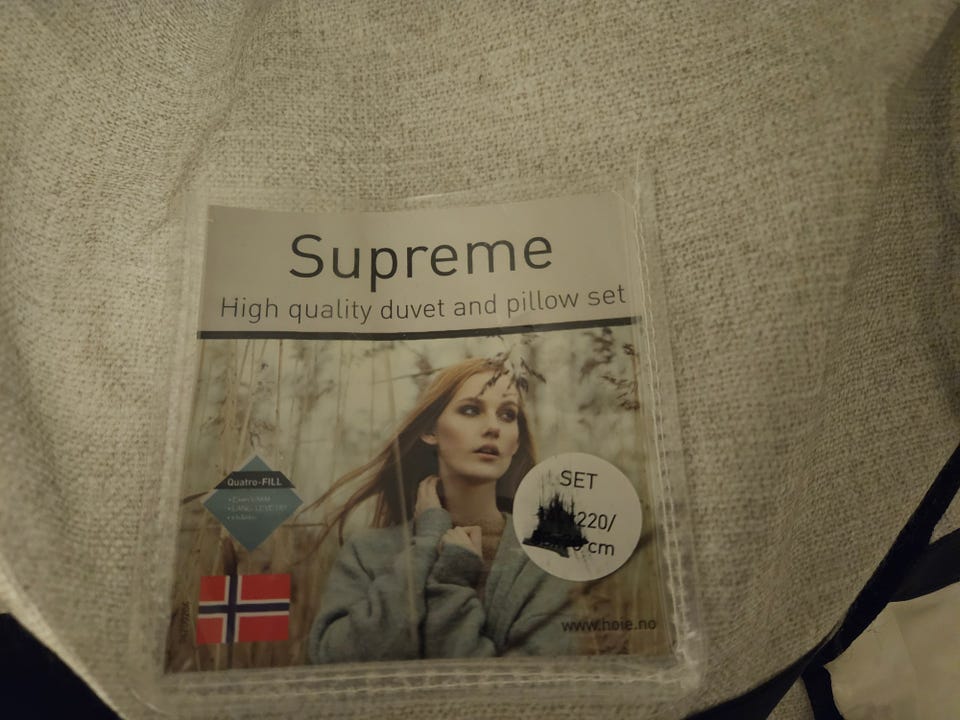 Supreme
High quality duvet and pillow set
Quatro-FILL
SET
220/
cm
www.hoie.no